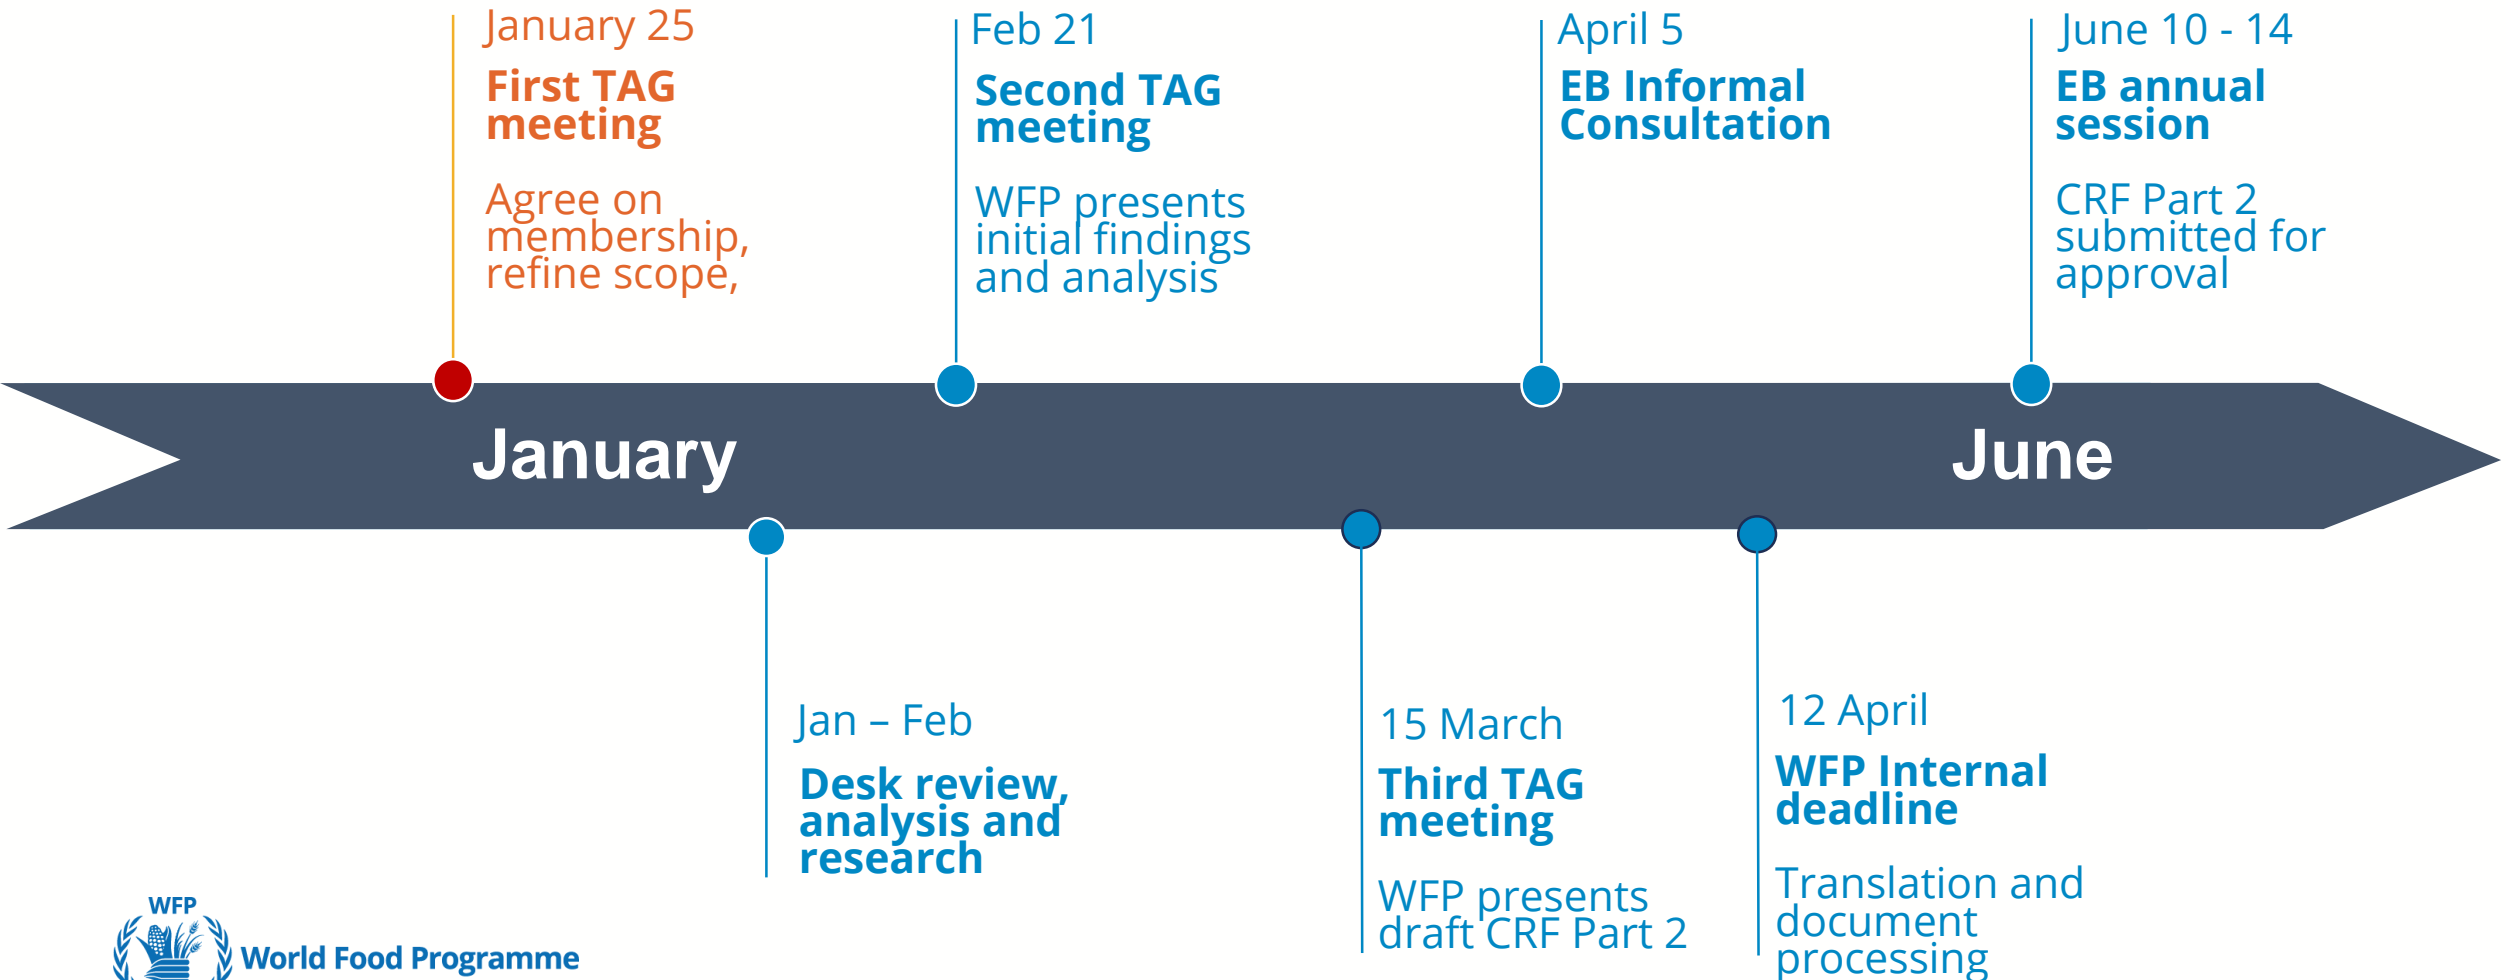 January 25
First TAG
meeting
Agree on
membership,
refine scope,
Feb 21
Second TAG
meeting
WFP presents
initial findings
and analysis
April 5
EB Informal
Consultation
June 10 - 14
EB annual
session
CRF Part 2
submitted for
approval
January
June
Jan – Feb
Desk review,
analysis and
research
15 March
Third TAG
meeting
WFP presents
draft CRF Part 2
12 April
WFP Internal
deadline
Translation and
document
processing
WFP
World Food Programme